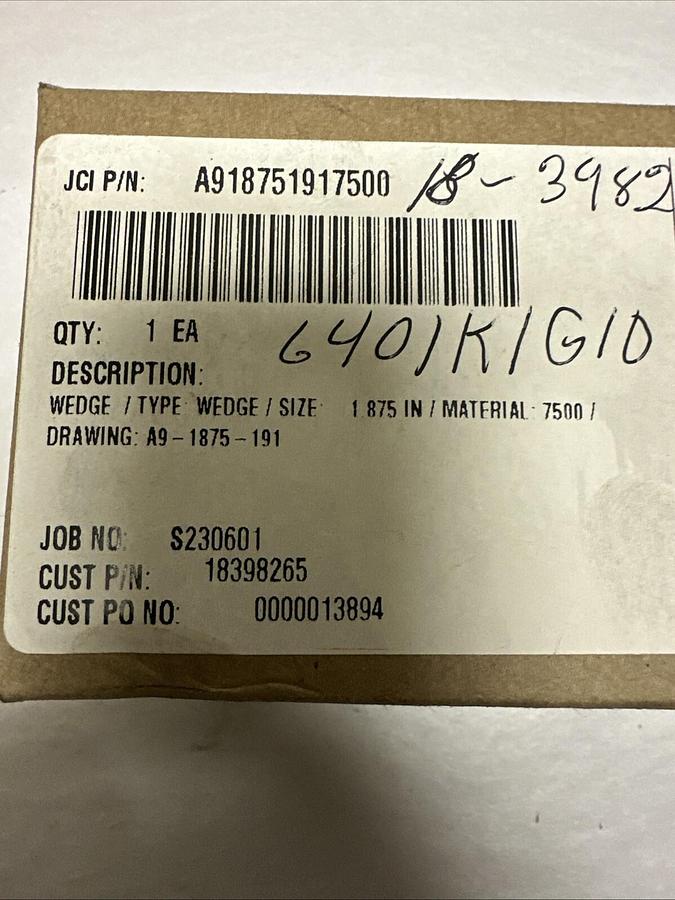 JCI P/N: A918751917500 18-3982
QTY: 1 EA 640/K/G/D
DESCRIPTION:
WEDGE / TYPE WEDGE / SIZE: 1 875 IN / MATERIAL: 7500 /
DRAWING: A9-1875-191
JOB NO: S230601
CUST P/N: 18398265
CUST PO NO: 0000013894